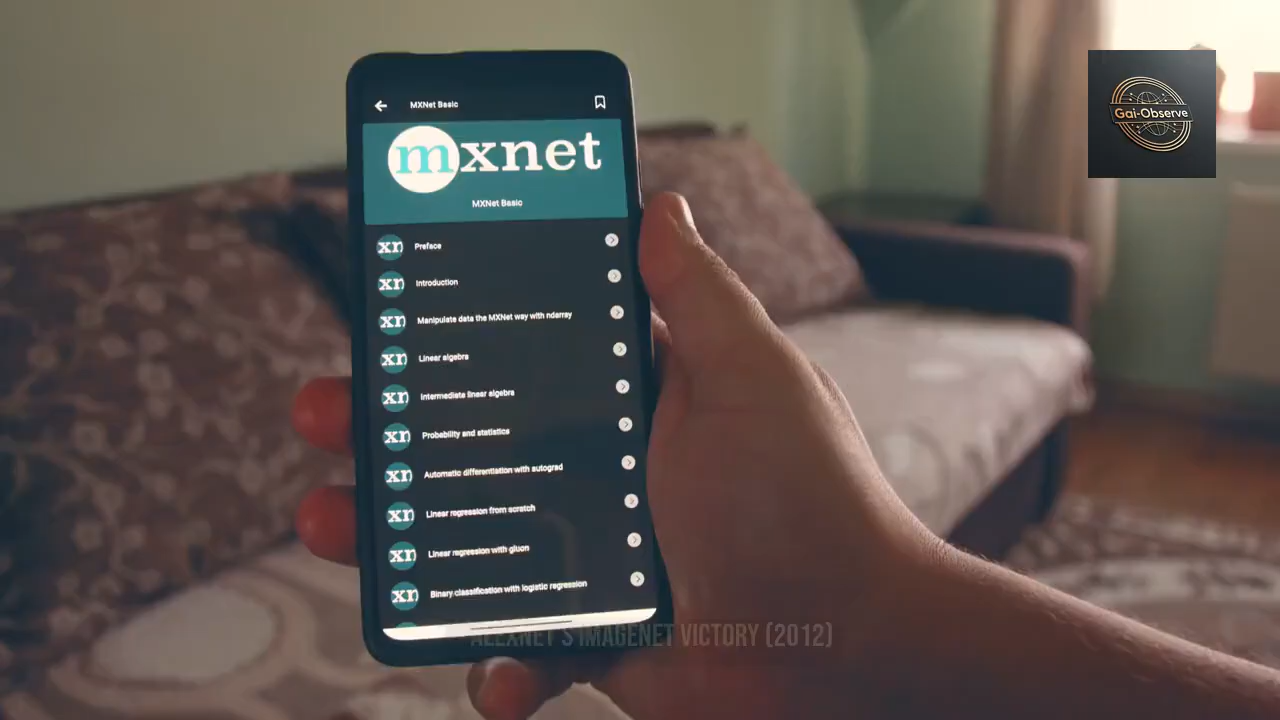 MXNet Basic
mxnet
MXNet Basic
Preface
Introduction
Manipulate data the MXNet way with ndarray
Linear algebra
Intermediate linear algebra
Probability and statistics
Automatic differentiation with autograd
Linear regression from scratch
Linear regression with gluon
Binary classification with logistic regression
ALEXNET'S IMAGENET VICTORY (2012)
Gai-Observe